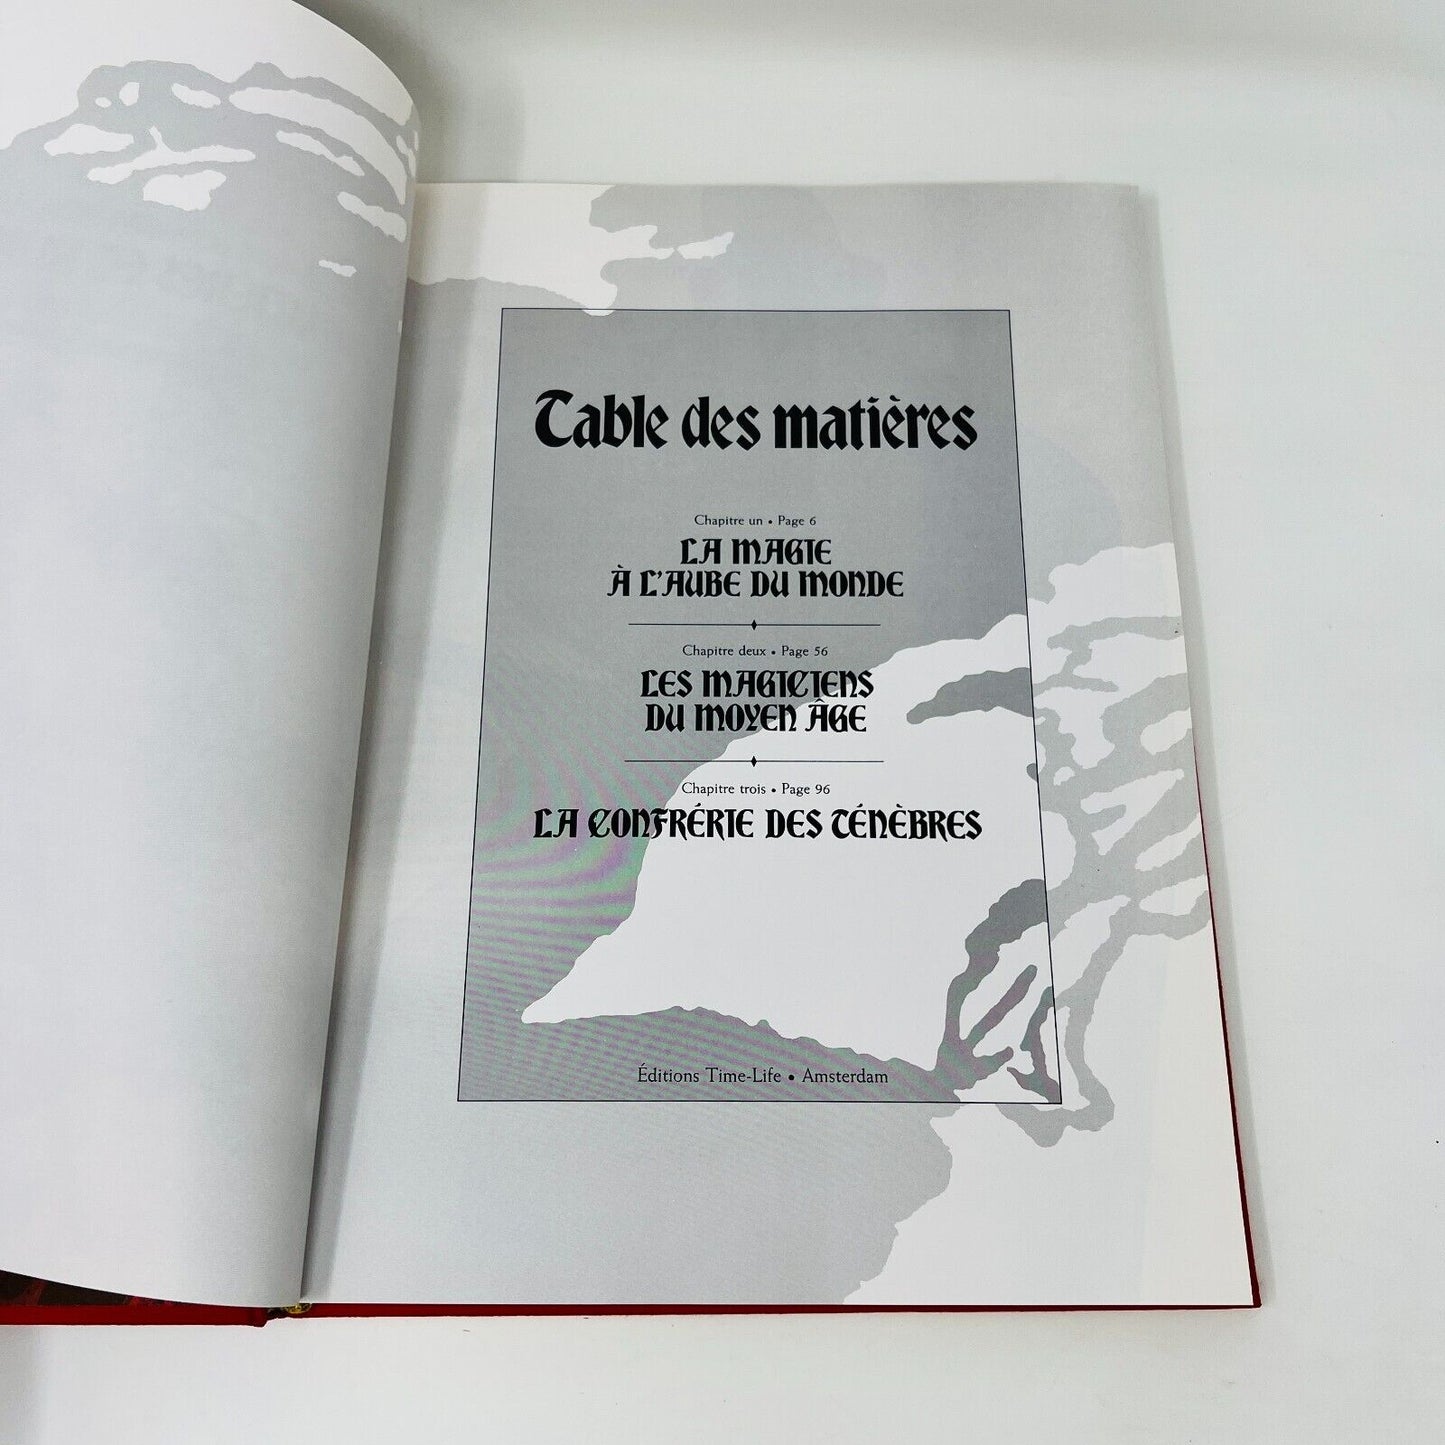 Table des matières
Chapitre un • Page 6
LA MAGIE
À L'AUBE DU MONDE
Chapitre deux • Page 56
LES MAGICIENS
DU MOYEN ÂGE
Chapitre trois • Page 96
LA CONFRÉRIE DES TÉNÈBRES
Éditions Time-Life • Amsterdam